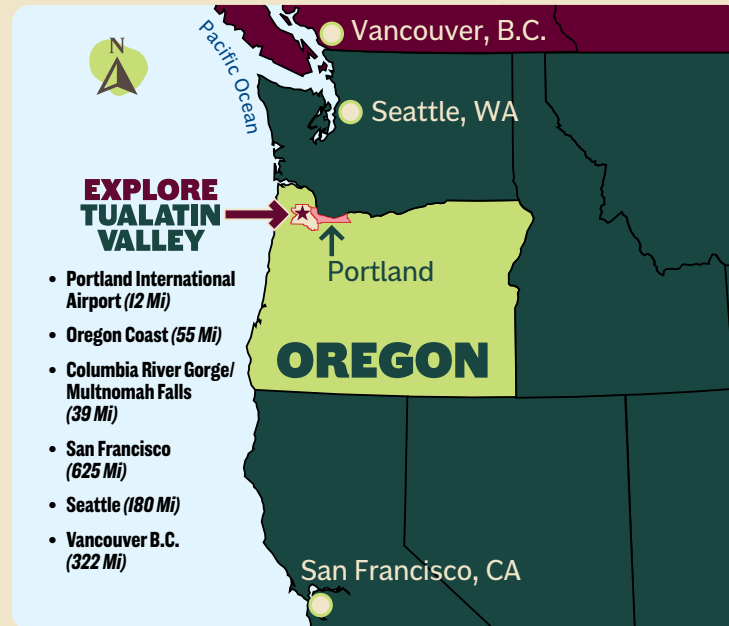 N
Pacific Ocean
Vancouver, B.C.
Seattle, WA
EXPLORE
TUALATIN
VALLEY
Portland
OREGON
• Portland International
Airport (12 Mi)
• Oregon Coast (55 Mi)
• Columbia River Gorge/
Multnomah Falls
(39 Mi)
• San Francisco
(625 Mi)
• Seattle (180 Mi)
• Vancouver B.C.
(322 Mi)
San Francisco, CA